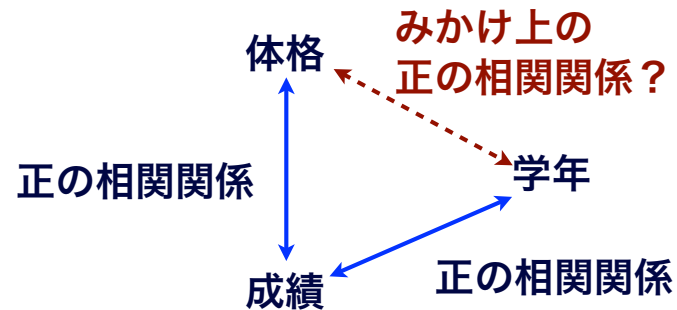 みかけ上の
正の相関関係？
体格
正の相関関係
学年
成績
正の相関関係